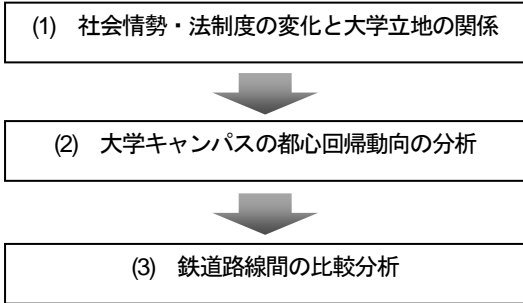 (1) 社会情勢・法制度の変化と大学立地の関係
(2) 大学キャンパスの都心回帰動向の分析
(3) 鉄道路線間の比較分析